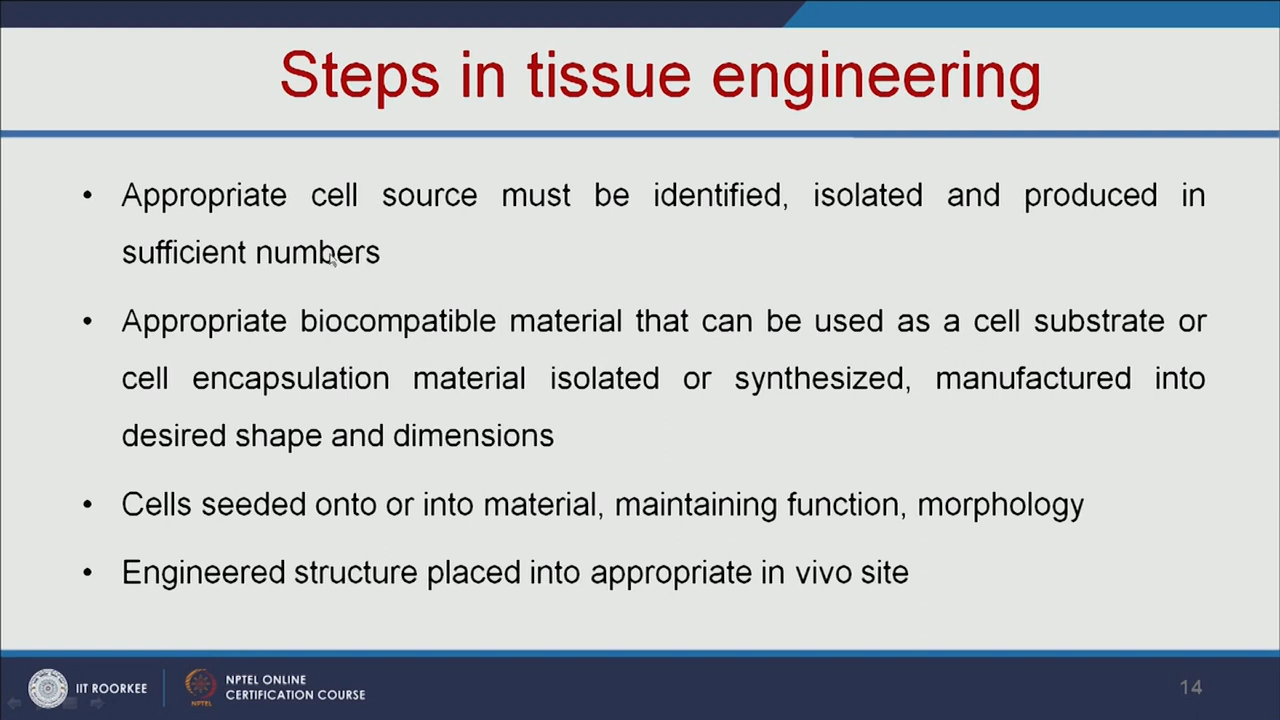 Steps in tissue engineering
• Appropriate cell source must be identified, isolated and produced in
sufficient numbers
• Appropriate biocompatible material that can be used as a cell substrate or
cell encapsulation material isolated or synthesized, manufactured into
desired shape and dimensions
• Cells seeded onto or into material, maintaining function, morphology
• Engineered structure placed into appropriate in vivo site
IIT ROORKEE
NPTEL
NPTEL ONLINE
CERTIFICATION COURSE
14